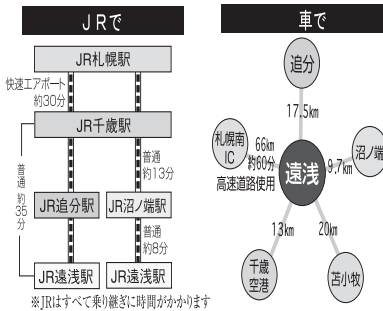 JRで
JR札幌駅
快速エアポート
約30分
JR千歳駅
普通
約13分
普通 約35分
JR追分駅
JR沼ノ端駅
普通
約8分
JR遠浅駅
JR遠浅駅
※JRはすべて乗り継ぎに時間がかかります
車で
追分
17.5km
札幌南
IC
66km
約60分
高速道路使用
遠浅
9.7km
沼ノ端
13km
20km
千歳
空港
苫小牧